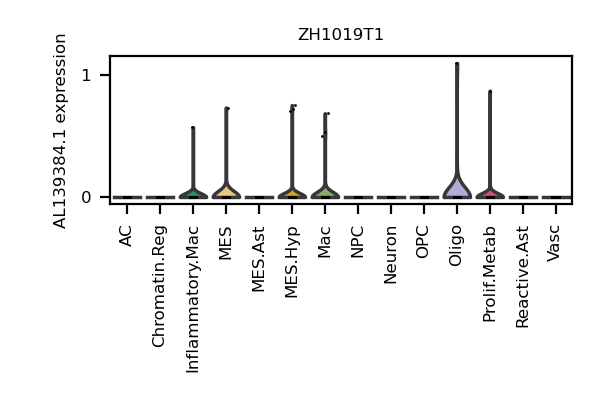 ZH1019T1
AL139384.1 expression
1
0
AC
Chromatin.Reg
Inflammatory.Mac
MES
MES.Ast
MES.Hyp
Mac
NPC
Neuron
OPC
Oligo
Prolif.Metab
Reactive.Ast
Vasc